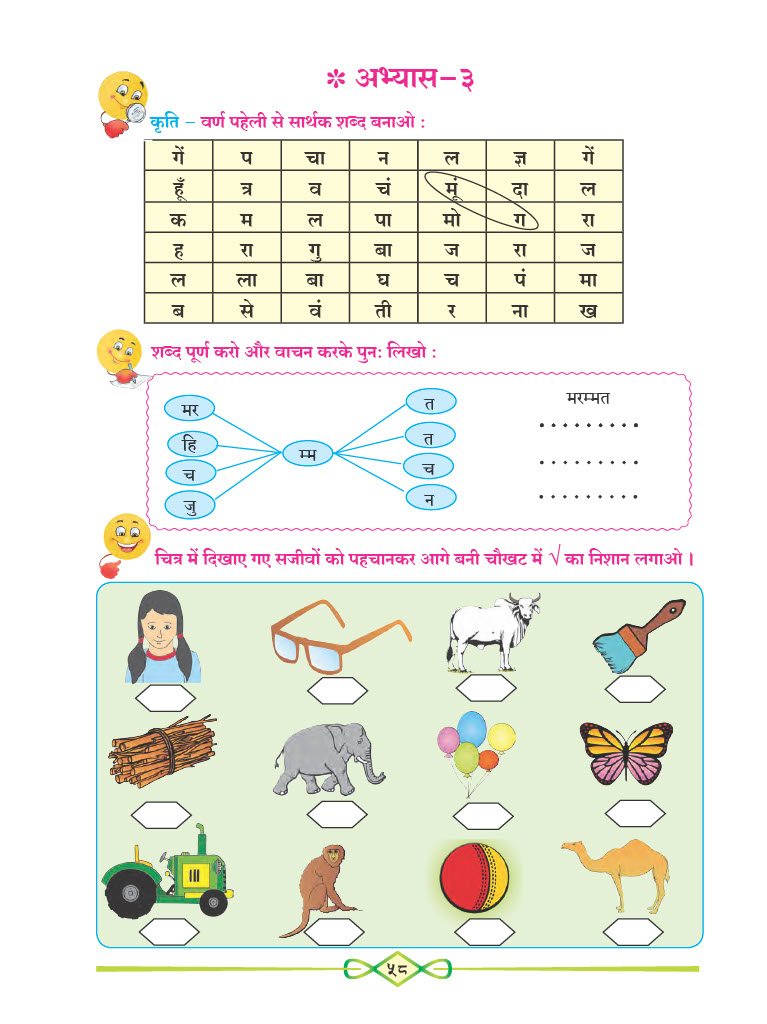 * अभ्यास-३
कृति - वर्ण पहेली से सार्थक शब्द बनाओ :
गें प चा न ल ज्ञ गें
हूँ त्र व चं मूं दा ल
क म ल पा मो ग रा
ह रा गु बा ज रा ज
ल ला बा घ च पं मा
ब से वं ती र ना ख
शब्द पूर्ण करो और वाचन करके पुनः लिखो :
मर त मरम्मत
हि त
म्म
च च
जु न
चित्र में दिखाए गए सजीवों को पहचानकर आगे बनी चौखट में √ का निशान लगाओ ।
५८